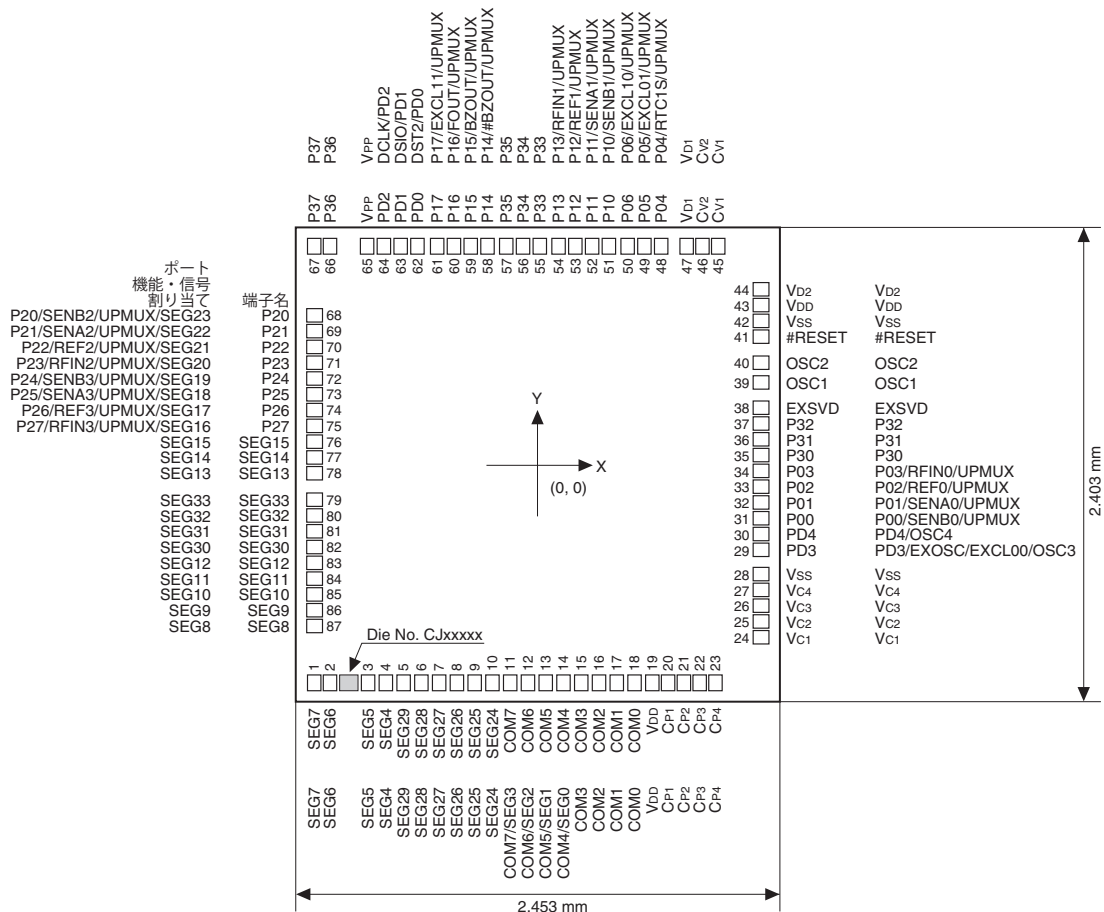 P37 P36 VPP DCLK/PD2 DSIO/PD1 DST2/PD0 P17/EXCL11/UPMUX P16/FOUT/UPMUX P15/BZOUT/UPMUX P14/#BZOUT/UPMUX P35 P34 P33 P13/RFIN1/UPMUX P12/REF1/UPMUX P11/SENA1/UPMUX P10/SENB1/UPMUX P06/EXCL10/UPMUX P05/EXCL01/UPMUX P04/RTC1S/UPMUX VD1 CV2 CV1
P37 P36 VPP PD2 PD1 PD0 P17 P16 P15 P14 P35 P34 P33 P13 P12 P11 P10 P06 P05 P04 VD1 CV2 CV1
67 66 65 64 63 62 61 60 59 58 57 56 55 54 53 52 51 50 49 48 47 46 45
ポート
機能・信号
割り当て 端子名
P20/SENB2/UPMUX/SEG23 P20 68
P21/SENA2/UPMUX/SEG22 P21 69
P22/REF2/UPMUX/SEG21 P22 70
P23/RFIN2/UPMUX/SEG20 P23 71
P24/SENB3/UPMUX/SEG19 P24 72
P25/SENA3/UPMUX/SEG18 P25 73
P26/REF3/UPMUX/SEG17 P26 74
P27/RFIN3/UPMUX/SEG16 P27 75
SEG15 SEG15 76
SEG14 SEG14 77
SEG13 SEG13 78
SEG33 SEG33 79
SEG32 SEG32 80
SEG31 SEG31 81
SEG30 SEG30 82
SEG12 SEG12 83
SEG11 SEG11 84
SEG10 SEG10 85
SEG9 SEG9 86
SEG8 SEG8 87
Y
X
(0, 0)
44 VD2 VD2
43 VDD VDD
42 VSS VSS
41 #RESET #RESET
40 OSC2 OSC2
39 OSC1 OSC1
38 EXSVD EXSVD
37 P32 P32
36 P31 P31
35 P30 P30
34 P03 P03/RFIN0/UPMUX
33 P02 P02/REF0/UPMUX
32 P01 P01/SENA0/UPMUX
31 P00 P00/SENB0/UPMUX
30 PD4 PD4/OSC4
29 PD3 PD3/EXOSC/EXCL00/OSC3
28 VSS VSS
27 VC4 VC4
26 VC3 VC3
25 VC2 VC2
24 VC1 VC1
2.403 mm
Die No. CJxxxxx
1 2 3 4 5 6 7 8 9 10 11 12 13 14 15 16 17 18 19 20 21 22 23
SEG7 SEG6 SEG5 SEG4 SEG29 SEG28 SEG27 SEG26 SEG25 SEG24 COM7 COM6 COM5 COM4 COM3 COM2 COM1 COM0 VDD CP1 CP2 CP3 CP4
SEG7 SEG6 SEG5 SEG4 SEG29 SEG28 SEG27 SEG26 SEG25 SEG24 COM7/SEG3 COM6/SEG2 COM5/SEG1 COM4/SEG0 COM3 COM2 COM1 COM0 VDD CP1 CP2 CP3 CP4
2.453 mm